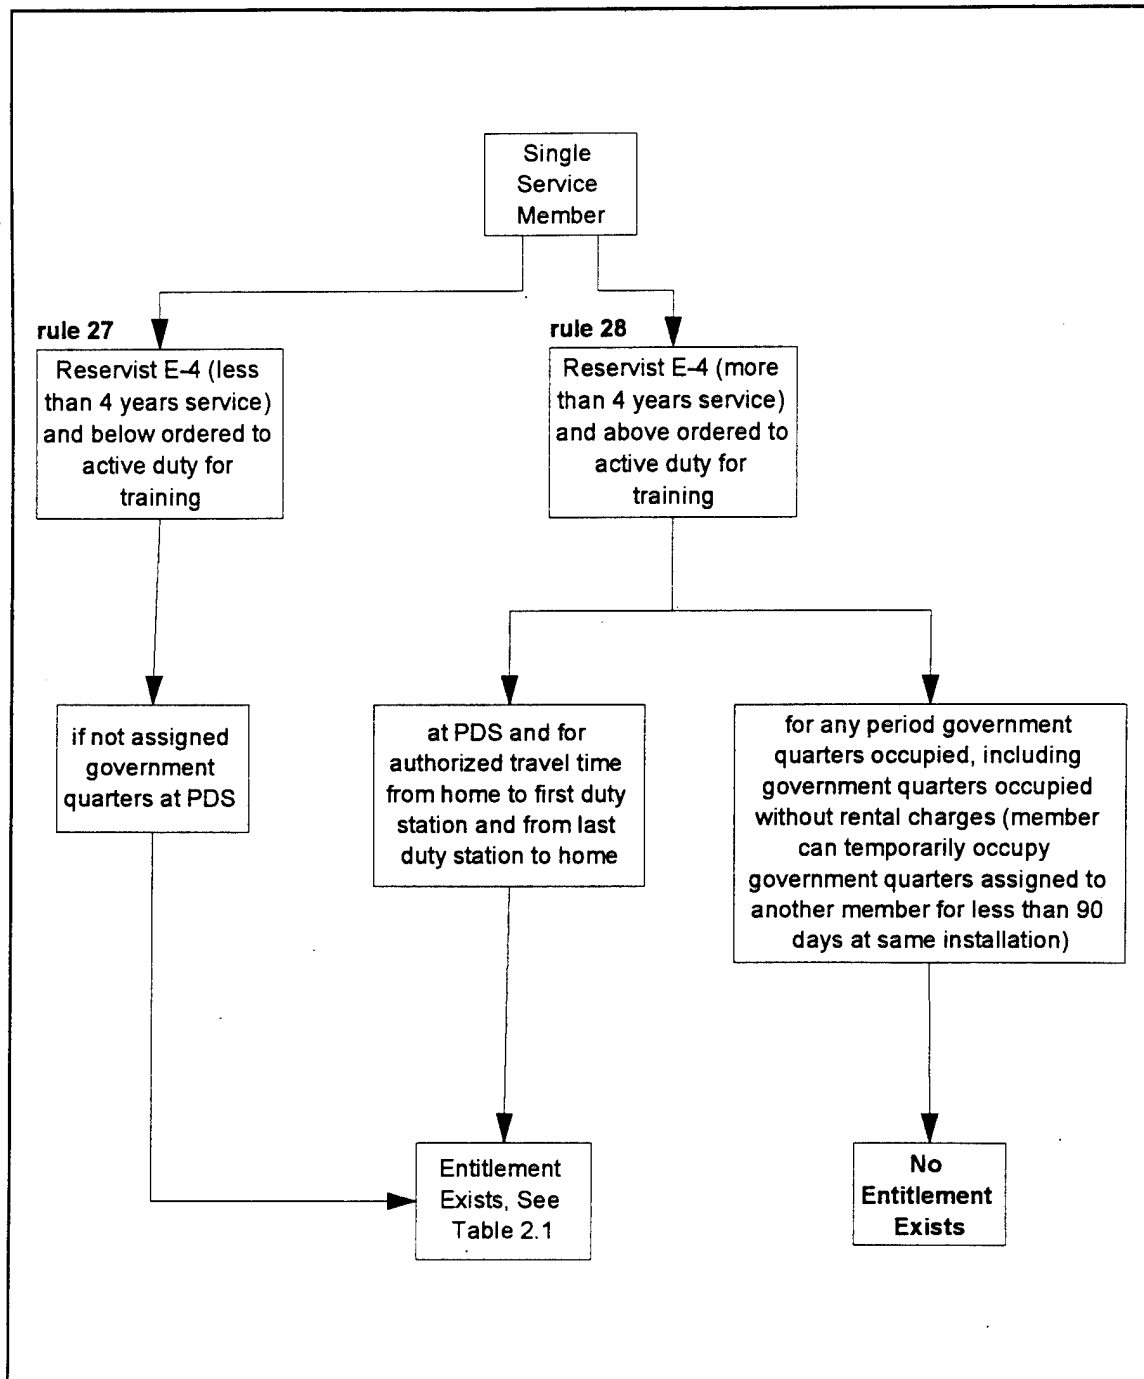 Single
Service
Member
rule 27
Reservist E-4 (less
than 4 years service)
and below ordered to
active duty for
training
rule 28
Reservist E-4 (more
than 4 years service)
and above ordered to
active duty for
training
if not assigned
government
quarters at PDS
at PDS and for
authorized travel time
from home to first duty
station and from last
duty station to home
for any period government
quarters occupied, including
government quarters occupied
without rental charges (member
can temporarily occupy
government quarters assigned to
another member for less than 90
days at same installation)
Entitlement
Exists, See
Table 2.1
No
Entitlement
Exists